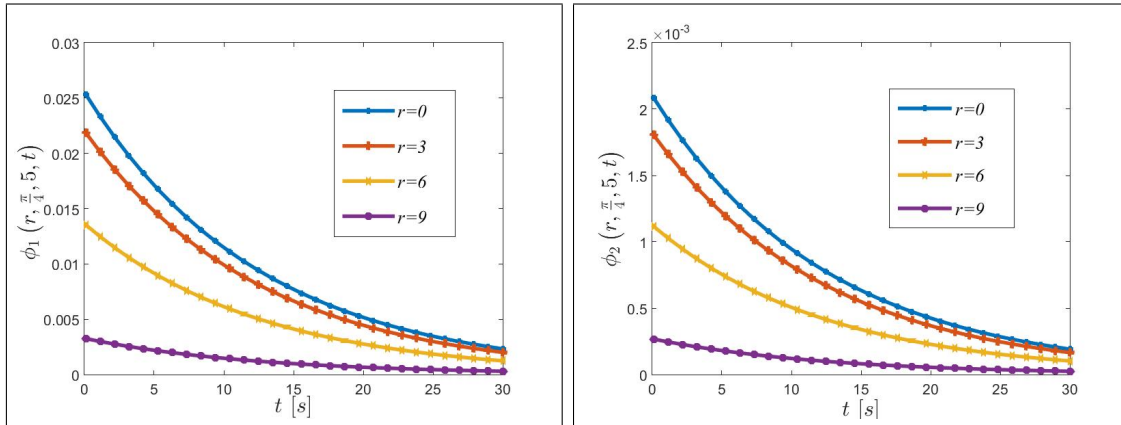 0.03
0.025
0.02
0.015
0.01
0.005
0
0 5 10 15 20 25 30
t [s]
ϕ₁ (r, π/4, 5, t)
r=0
r=3
r=6
r=9
×10⁻³
2.5
2
1.5
1
0.5
0
0 5 10 15 20 25 30
t [s]
ϕ₂ (r, π/4, 5, t)
r=0
r=3
r=6
r=9